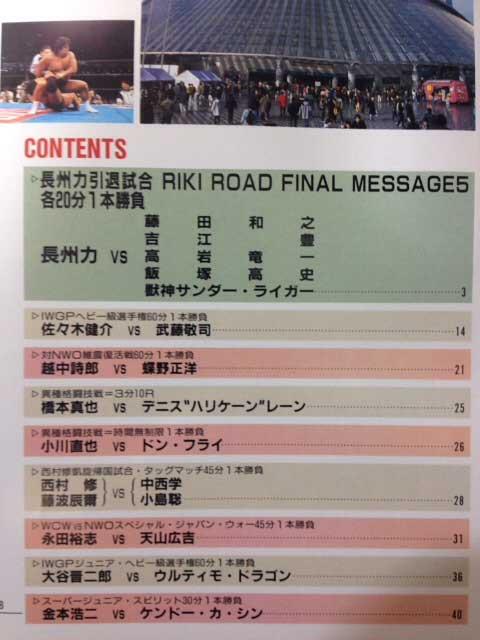 CONTENTS
▷長州力引退試合 RIKI ROAD FINAL MESSAGE5
各20分1本勝負
長州力 vs
藤田和之
吉江豊
高岩竜一
飯塚高史
獣神サンダー・ライガー 3
▷IWGPヘビー級選手権60分1本勝負
佐々木健介 vs 武藤敬司 14
▷対NWO維震復活戦60分1本勝負
越中詩郎 vs 蝶野正洋 21
▷異種格闘技戦=3分10R
橋本真也 vs デニス"ハリケーン"レーン 25
▷異種格闘技戦=時間無制限1本勝負
小川直也 vs ドン・フライ 26
▷西村修凱旋帰国試合・タッグマッチ45分1本勝負
西村 修 中西学
vs
藤波辰爾 小島聡 28
▷WCWvsNWOスペシャル・ジャパン・ウォー45分1本勝負
永田裕志 vs 天山広吉 31
▷IWGPジュニア・ヘビー級選手権60分1本勝負
大谷晋二郎 vs ウルティモ・ドラゴン 36
▷スーパージュニア・スピリット30分1本勝負
金本浩二 vs ケンドー・カ・シン 40